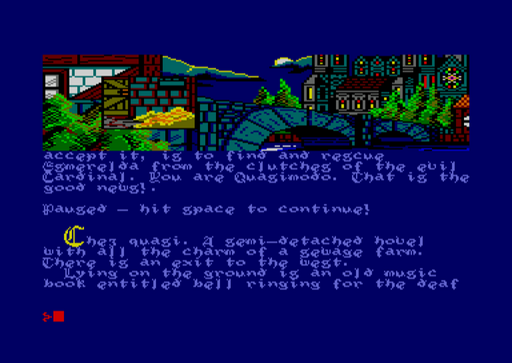 accept it, is to find and rescue
Esmerelda from the clutches of the evil
Cardinal. You are Quasimodo. That is the
good news!.
Paused — hit space to continue!
Chez quasi. A semi-detached hovel
with all the charm of a sewage farm.
There is an exit to the west.
Lying on the ground is an old music
book entitled bell ringing for the deaf
>